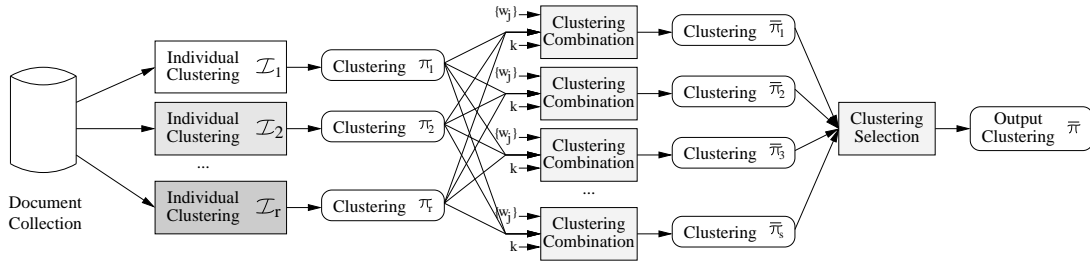 Document
Collection
Individual
Clustering
ℐ1
Individual
Clustering
ℐ2
...
Individual
Clustering
ℐr
Clustering π1
Clustering π2
Clustering πr
{wj}
k
Clustering
Combination
{wj}
k
Clustering
Combination
{wj}
k
Clustering
Combination
...
{wj}
k
Clustering
Combination
Clustering π̅1
Clustering π̅2
Clustering π̅3
Clustering π̅s
Clustering
Selection
Output
Clustering π̅